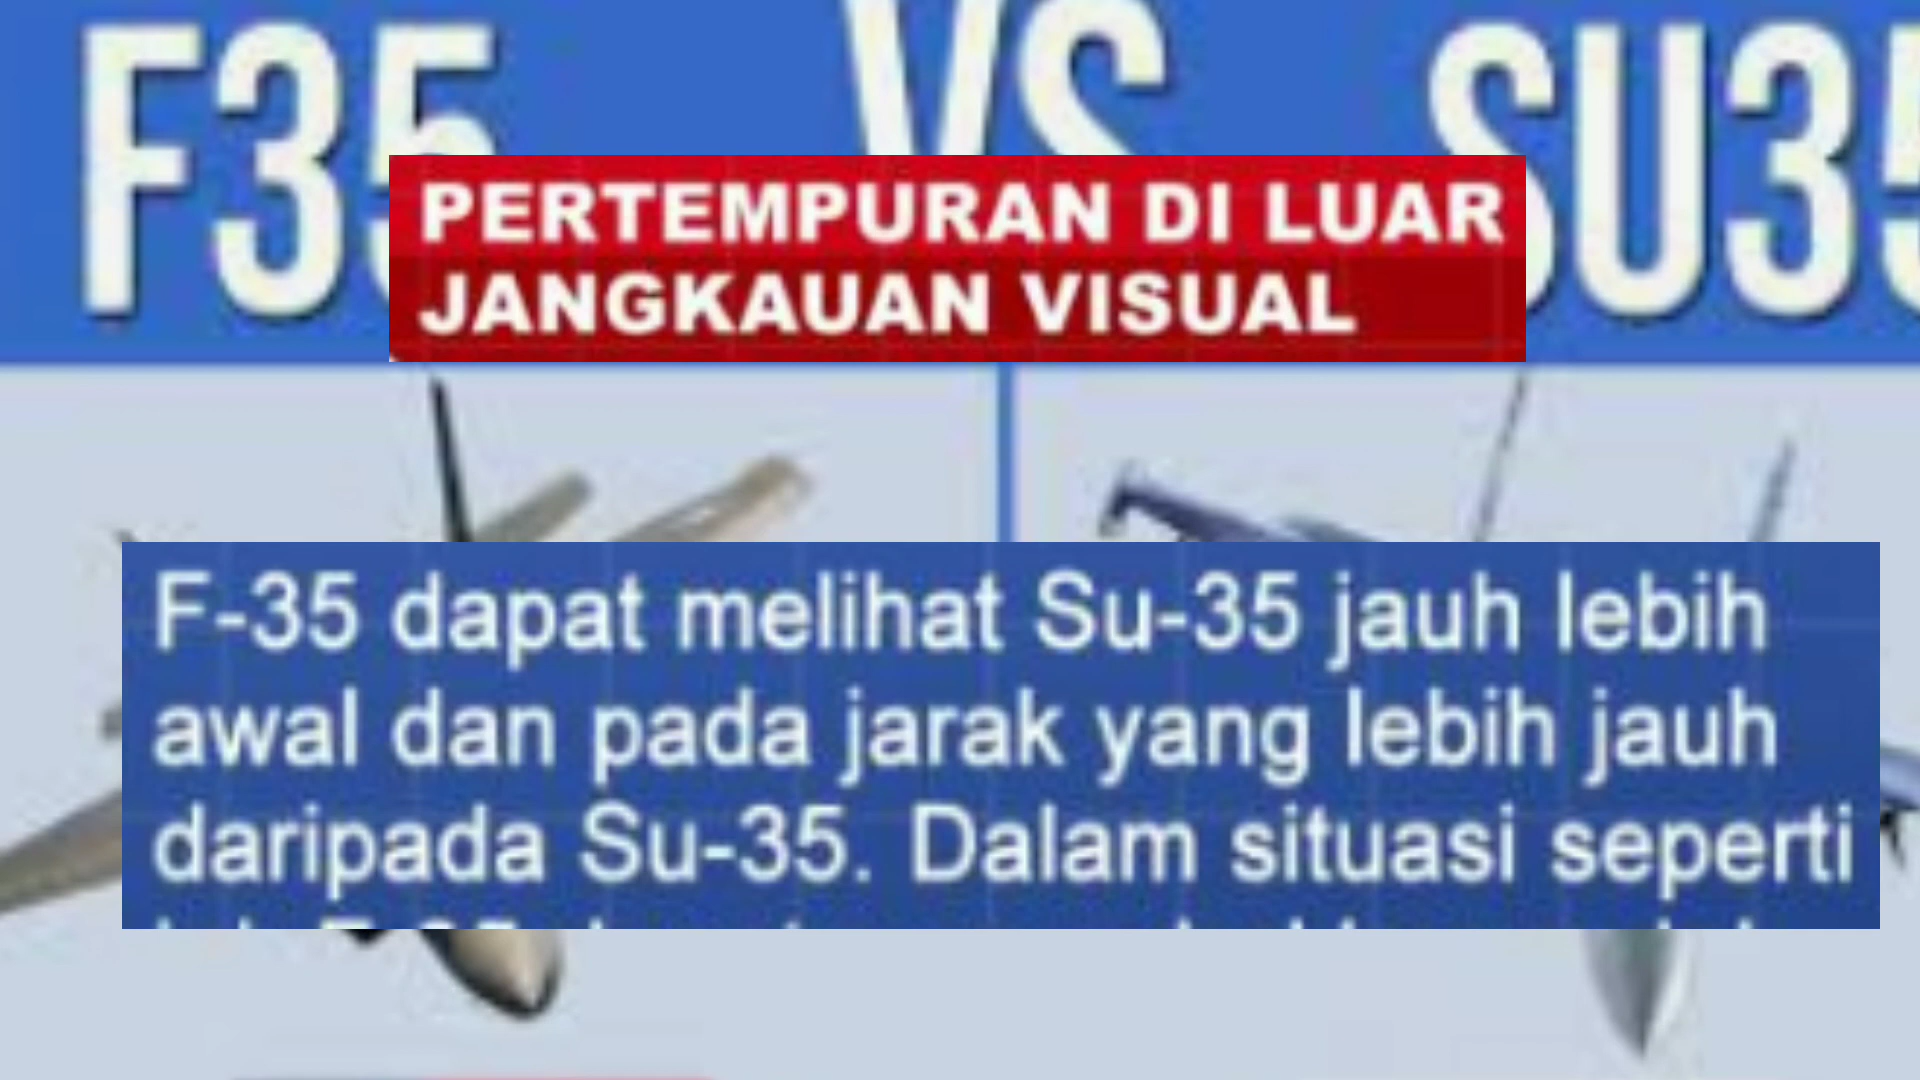 F35 VS SU35
PERTEMPURAN DI LUAR
JANGKAUAN VISUAL
F-35 dapat melihat Su-35 jauh lebih
awal dan pada jarak yang lebih jauh
daripada Su-35. Dalam situasi seperti